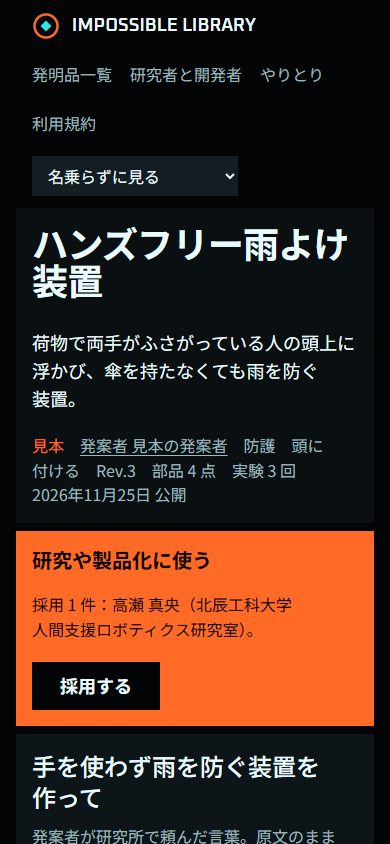 IMPOSSIBLE LIBRARY
発明品一覧 研究者と開発者 やりとり
利用規約
名乗らずに見る
ハンズフリー雨よけ
装置
荷物で両手がふさがっている人の頭上に
浮かび、傘を持たなくても雨を防ぐ
装置。
見本 発案者 見本の発案者 防護 頭に
付ける Rev.3 部品 4 点 実験 3 回
2026年11月25日 公開
研究や製品化に使う
採用 1 件：高瀬 真央（北辰工科大学
人間支援ロボティクス研究室）。
採用する
手を使わず雨を防ぐ装置を
作って
発案者が研究所で頼んだ言葉。原文のまま